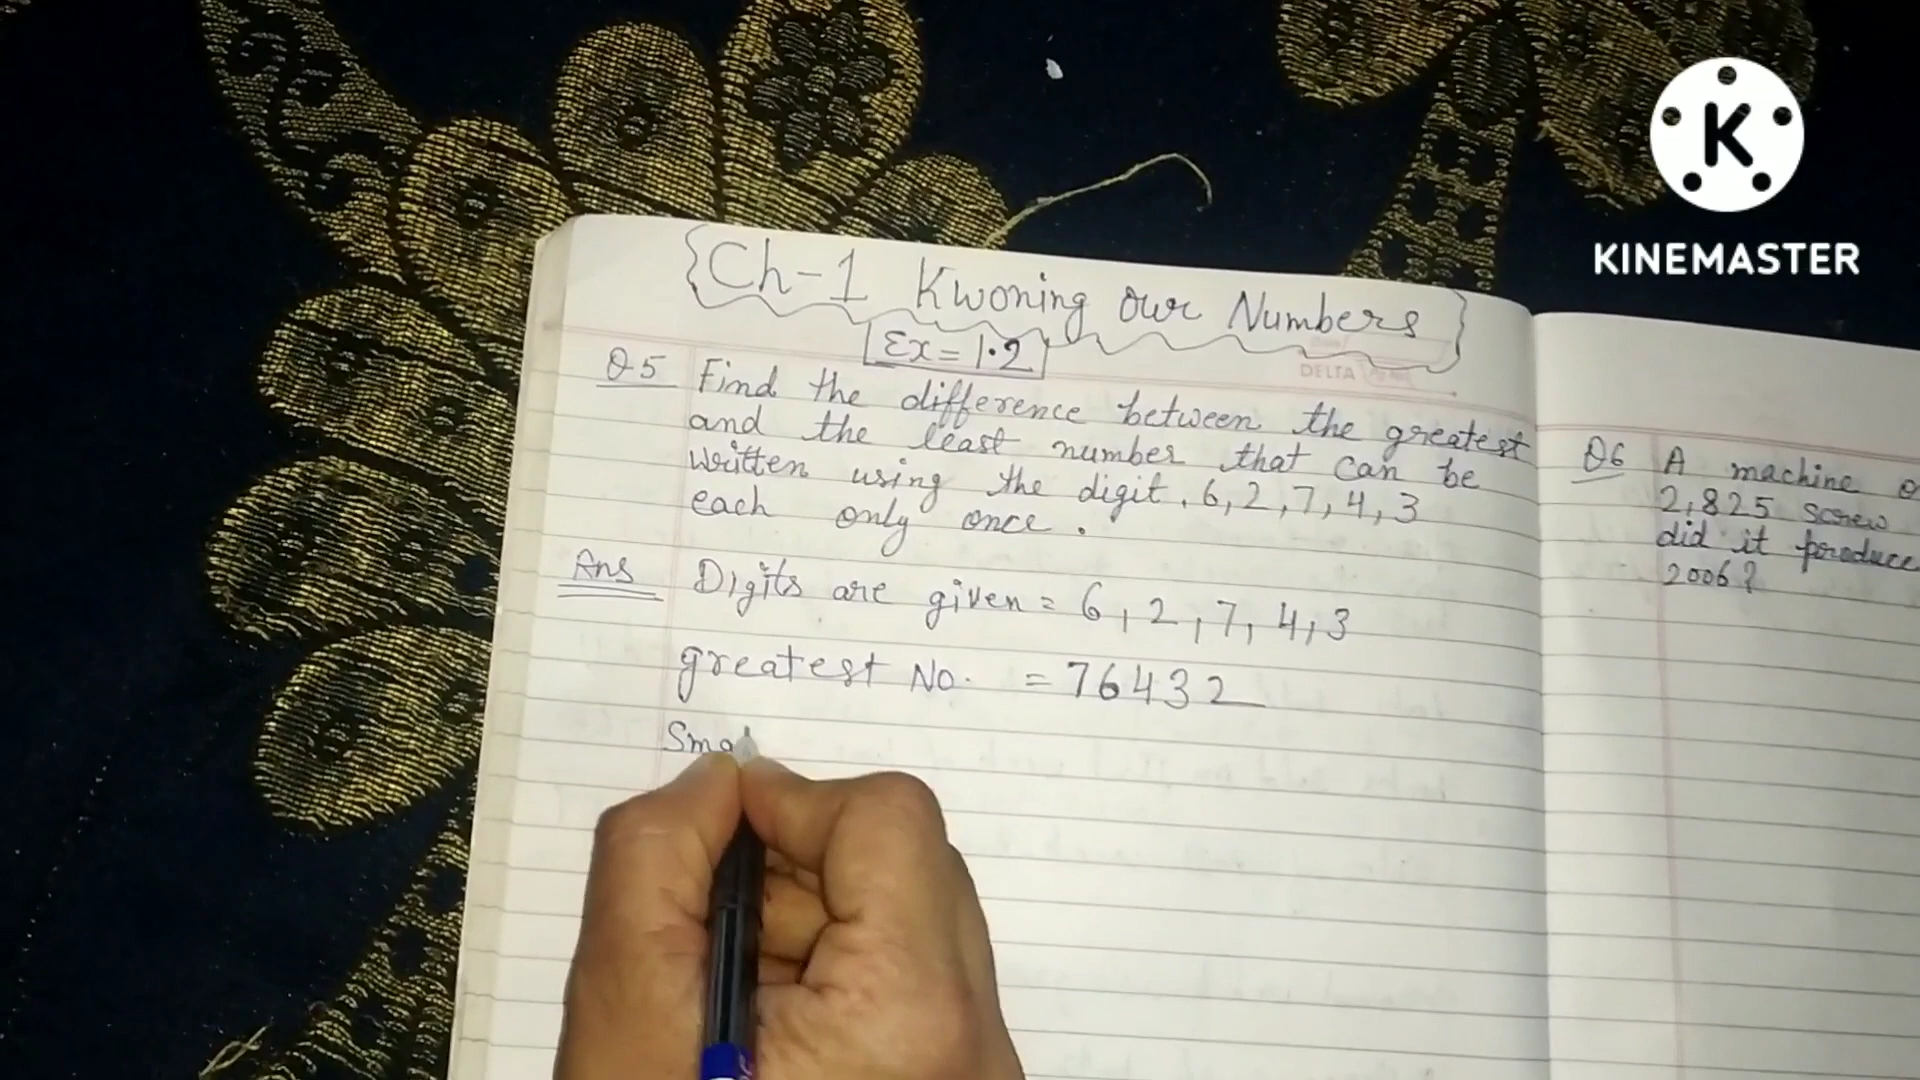 K
KINEMASTER
Ch-1 Kwoning our Numbers
Ex = 1.2
DELTA
Q5 Find the difference between the greatest
and the least number that can be
written using the digit, 6, 2, 7, 4, 3
each only once.
Ans Digits are given = 6, 2, 7, 4, 3
greatest No. = 76432
Sma
Q6 A machine o
2,825 screw
did it produce
2006?